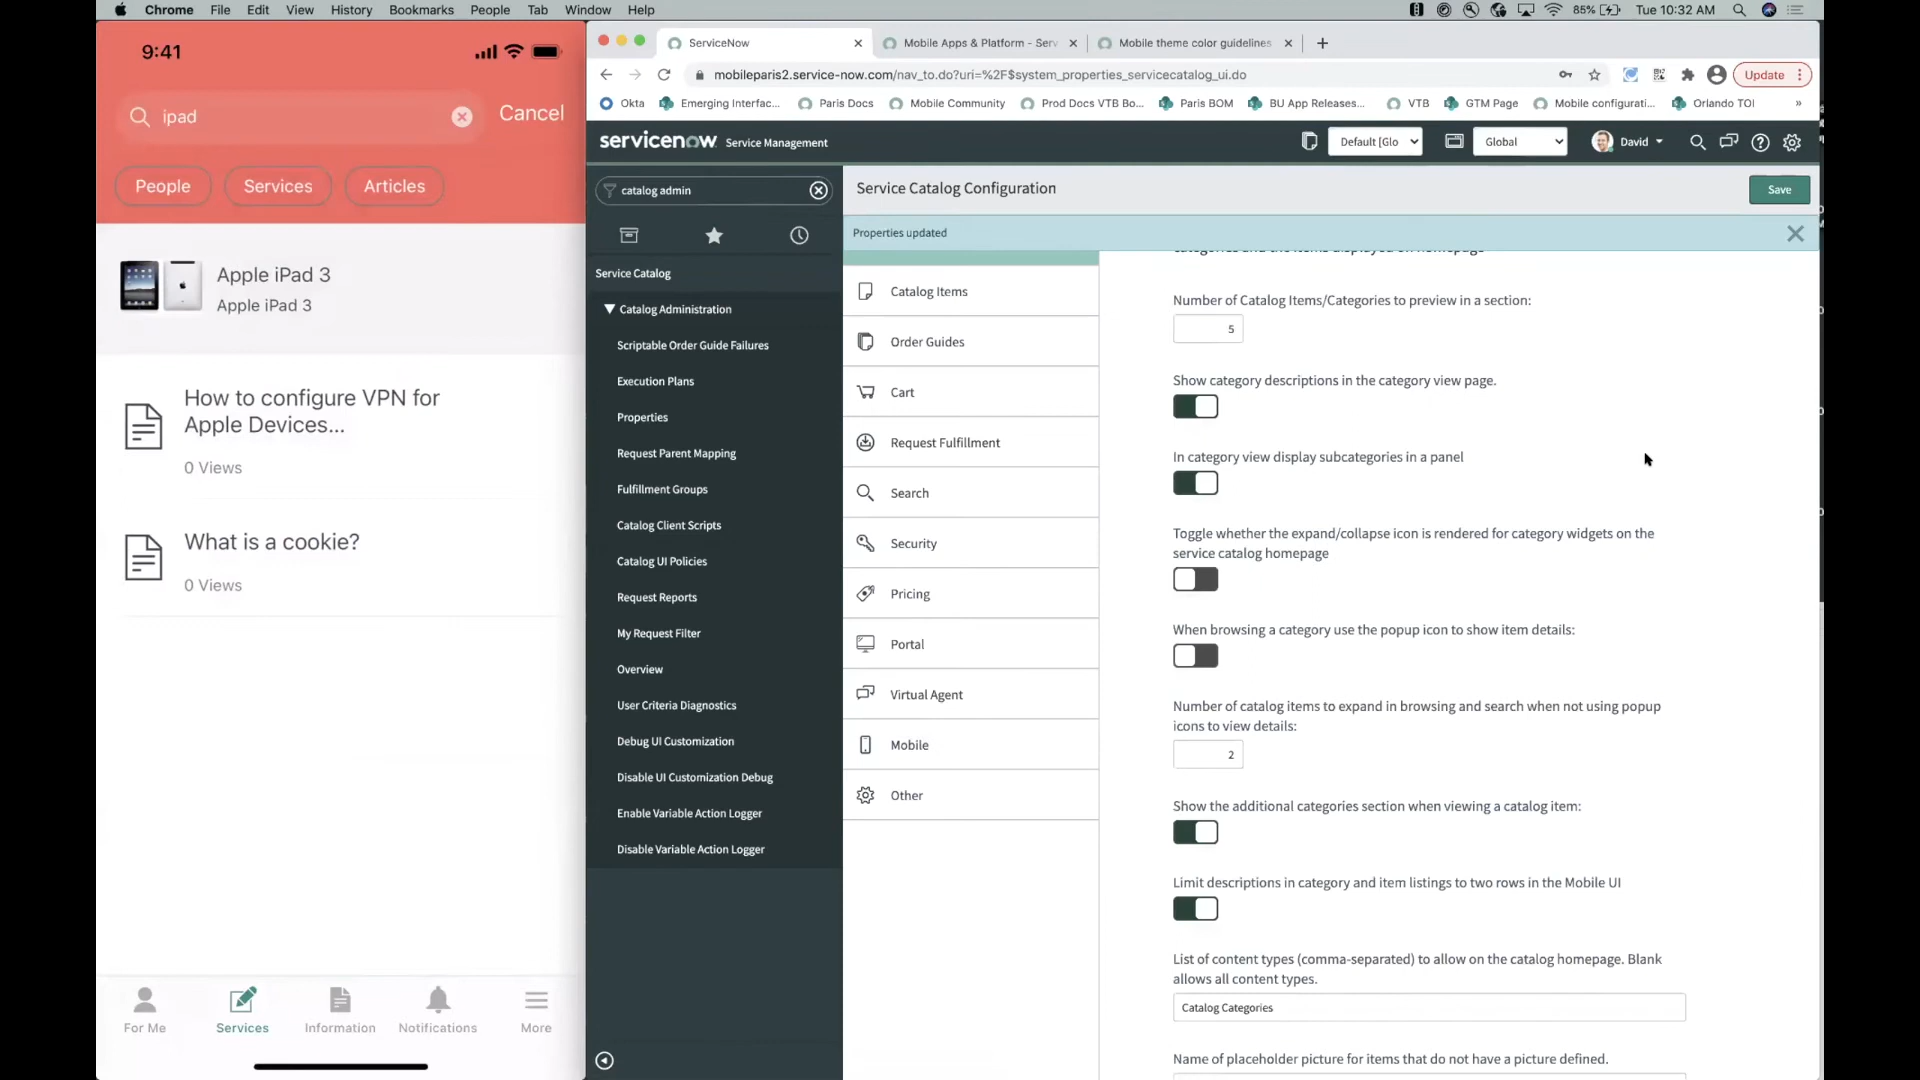 Chrome File Edit View History Bookmarks People Tab Window Help
85% Tue 10:32 AM
9:41
ipad
Cancel
People Services Articles
Apple iPad 3
Apple iPad 3
How to configure VPN for
Apple Devices...
0 Views
What is a cookie?
0 Views
For Me Services Information Notifications More
ServiceNow
Mobile Apps & Platform - Serv
Mobile theme color guidelines
mobileparis2.service-now.com/nav_to.do?uri=%2F$system_properties_servicecatalog_ui.do
Update
Okta Emerging Interfac... Paris Docs Mobile Community Prod Docs VTB Bo... Paris BOM BU App Releases... VTB GTM Page Mobile configurati... Orlando TOI »
servicenow Service Management
Default [Glo
Global
David
catalog admin
Service Catalog
Catalog Administration
Scriptable Order Guide Failures
Execution Plans
Properties
Request Parent Mapping
Fulfillment Groups
Catalog Client Scripts
Catalog UI Policies
Request Reports
My Request Filter
Overview
User Criteria Diagnostics
Debug UI Customization
Disable UI Customization Debug
Enable Variable Action Logger
Disable Variable Action Logger
Service Catalog Configuration
Save
Properties updated
Catalog Items
Order Guides
Cart
Request Fulfillment
Search
Security
Pricing
Portal
Virtual Agent
Mobile
Other
Categories and the items displayed on homepage
Number of Catalog Items/Categories to preview in a section:
5
Show category descriptions in the category view page.
In category view display subcategories in a panel
Toggle whether the expand/collapse icon is rendered for category widgets on the
service catalog homepage
When browsing a category use the popup icon to show item details:
Number of catalog items to expand in browsing and search when not using popup
icons to view details:
2
Show the additional categories section when viewing a catalog item:
Limit descriptions in category and item listings to two rows in the Mobile UI
List of content types (comma-separated) to allow on the catalog homepage. Blank
allows all content types.
Catalog Categories
Name of placeholder picture for items that do not have a picture defined.